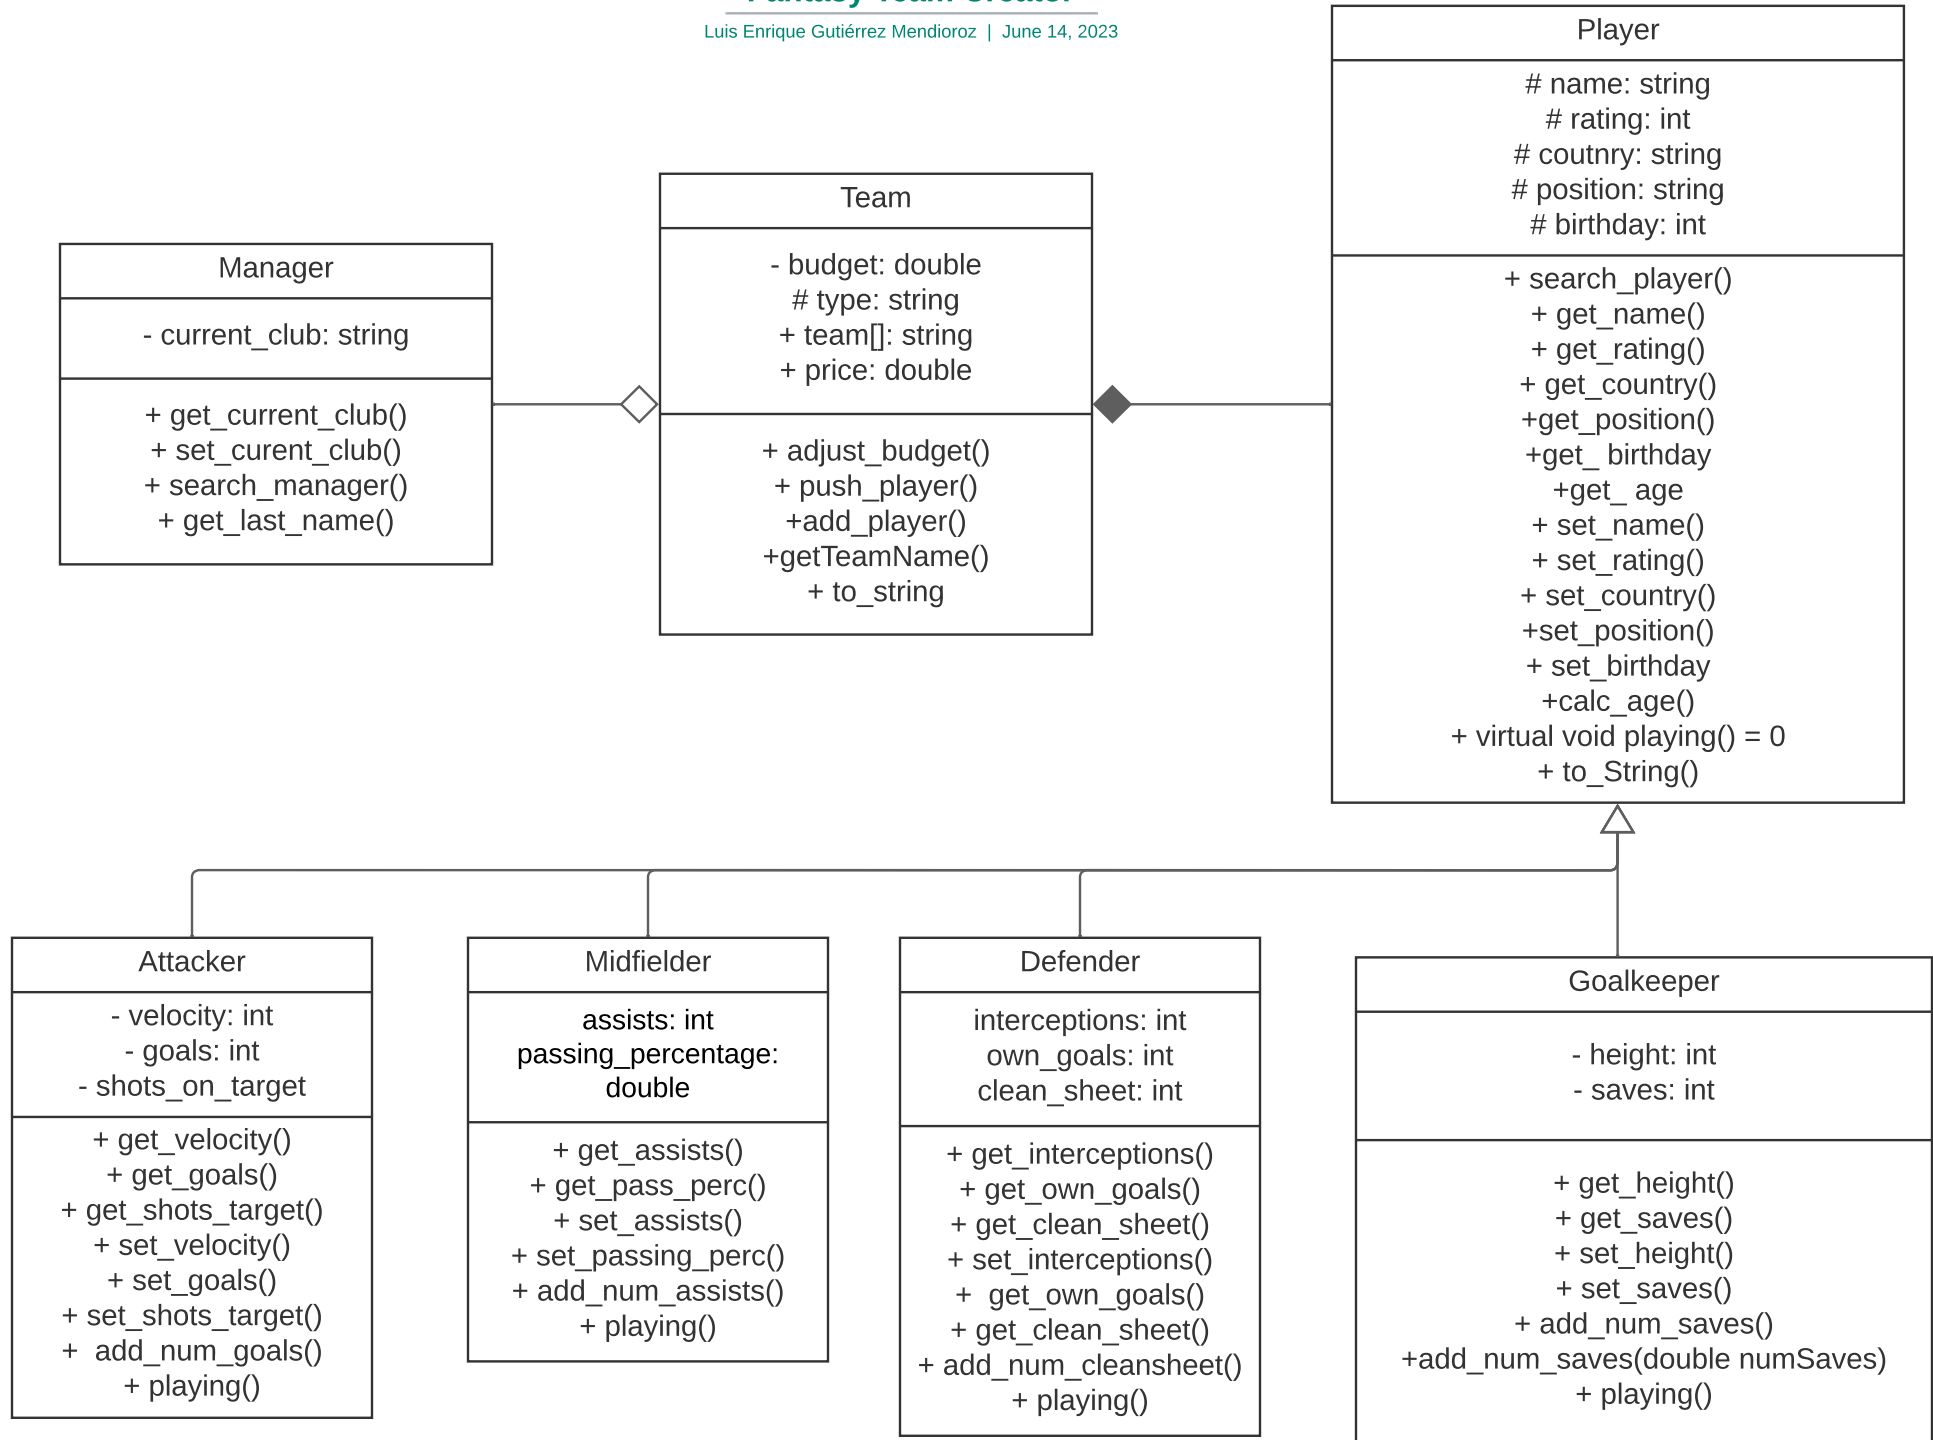 Fantasy Team Creator
Luis Enrique Gutiérrez Mendioroz | June 14, 2023
Player
# name: string
# rating: int
# coutnry: string
# position: string
# birthday: int
+ search_player()
+ get_name()
+ get_rating()
+ get_country()
+get_position()
+get_ birthday
+get_ age
+ set_name()
+ set_rating()
+ set_country()
+set_position()
+ set_birthday
+calc_age()
+ virtual void playing() = 0
+ to_String()
Team
- budget: double
# type: string
+ team[]: string
+ price: double
+ adjust_budget()
+ push_player()
+add_player()
+getTeamName()
+ to_string
Manager
- current_club: string
+ get_current_club()
+ set_curent_club()
+ search_manager()
+ get_last_name()
Attacker
- velocity: int
- goals: int
- shots_on_target
+ get_velocity()
+ get_goals()
+ get_shots_target()
+ set_velocity()
+ set_goals()
+ set_shots_target()
+  add_num_goals()
+ playing()
Midfielder
assists: int
passing_percentage:
double
+ get_assists()
+ get_pass_perc()
+ set_assists()
+ set_passing_perc()
+ add_num_assists()
+ playing()
Defender
interceptions: int
own_goals: int
clean_sheet: int
+ get_interceptions()
+ get_own_goals()
+ get_clean_sheet()
+ set_interceptions()
+  get_own_goals()
+ get_clean_sheet()
+ add_num_cleansheet()
+ playing()
Goalkeeper
- height: int
- saves: int
+ get_height()
+ get_saves()
+ set_height()
+ set_saves()
+ add_num_saves()
+add_num_saves(double numSaves)
+ playing()